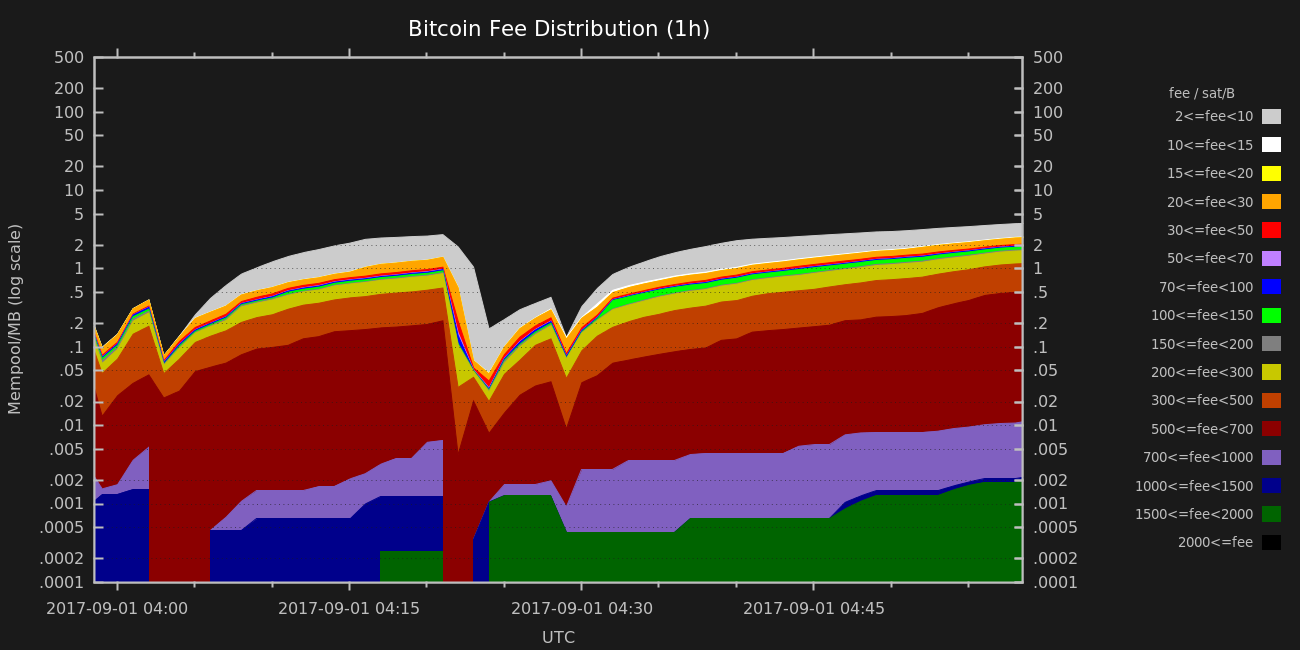 Bitcoin Fee Distribution (1h)
Mempool/MB (log scale)
500
200
100
50
20
10
5
2
1
.5
.2
.1
.05
.02
.01
.005
.002
.001
.0005
.0002
.0001
500
200
100
50
20
10
5
2
1
.5
.2
.1
.05
.02
.01
.005
.002
.001
.0005
.0002
.0001
2017-09-01 04:00 2017-09-01 04:15 2017-09-01 04:30 2017-09-01 04:45
UTC
fee / sat/B
2<=fee<10
10<=fee<15
15<=fee<20
20<=fee<30
30<=fee<50
50<=fee<70
70<=fee<100
100<=fee<150
150<=fee<200
200<=fee<300
300<=fee<500
500<=fee<700
700<=fee<1000
1000<=fee<1500
1500<=fee<2000
2000<=fee